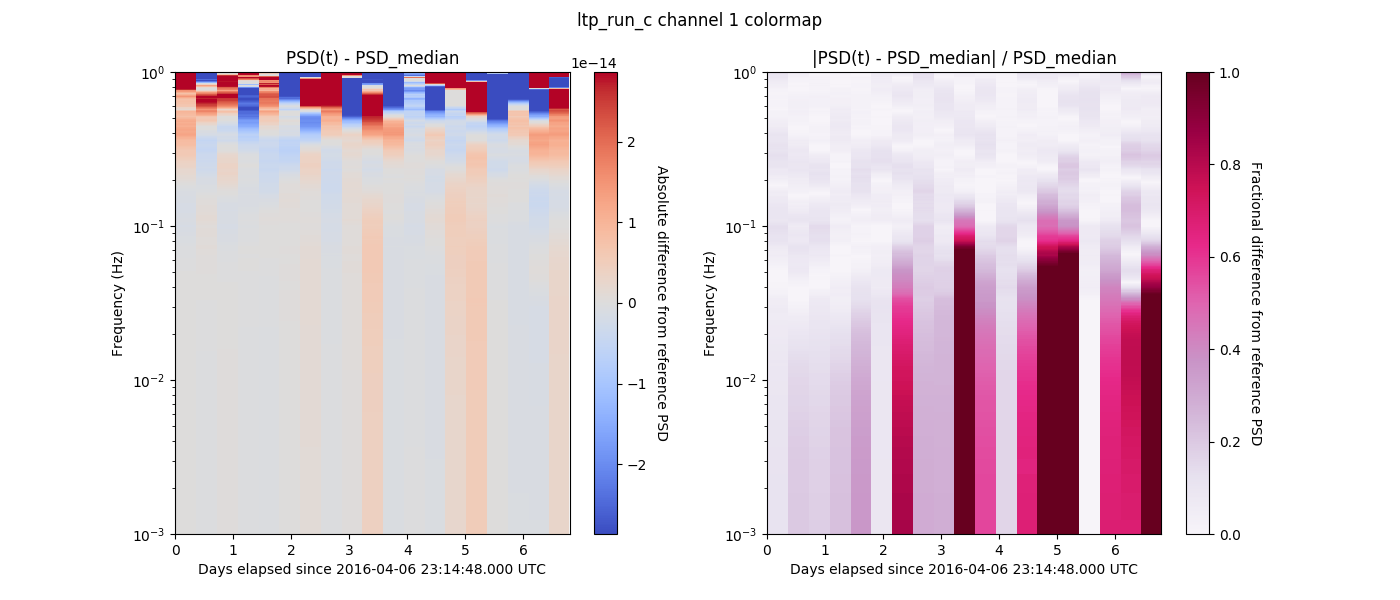 ltp_run_c channel 1 colormap
PSD(t) - PSD_median
1e−14
10⁰
10⁻¹
10⁻²
10⁻³
Frequency (Hz)
0 1 2 3 4 5 6
Days elapsed since 2016-04-06 23:14:48.000 UTC
2
1
0
−1
−2
Absolute difference from reference PSD
|PSD(t) - PSD_median| / PSD_median
10⁰
10⁻¹
10⁻²
10⁻³
Frequency (Hz)
0 1 2 3 4 5 6
Days elapsed since 2016-04-06 23:14:48.000 UTC
1.0
0.8
0.6
0.4
0.2
0.0
Fractional difference from reference PSD